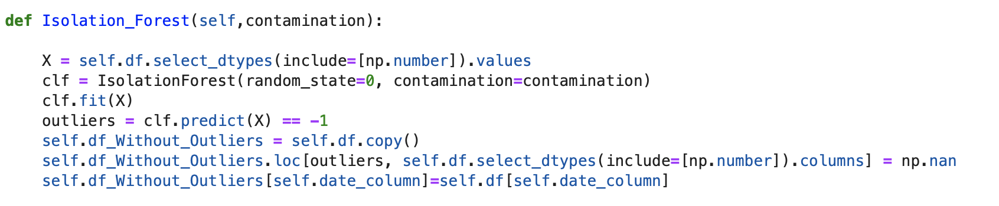 def Isolation_Forest(self,contamination):
X = self.df.select_dtypes(include=[np.number]).values
clf = IsolationForest(random_state=0, contamination=contamination)
clf.fit(X)
outliers = clf.predict(X) == -1
self.df_Without_Outliers = self.df.copy()
self.df_Without_Outliers.loc[outliers, self.df.select_dtypes(include=[np.number]).columns] = np.nan
self.df_Without_Outliers[self.date_column]=self.df[self.date_column]